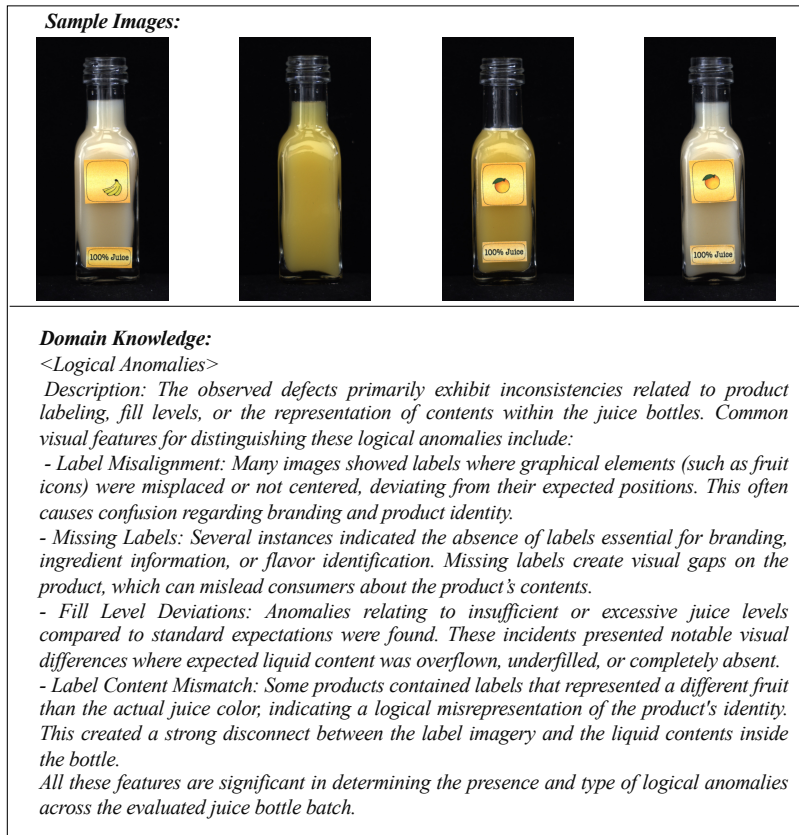 Sample Images:
100% Juice
100% Juice
100% Juice
Domain Knowledge:
<Logical Anomalies>
Description: The observed defects primarily exhibit inconsistencies related to product
labeling, fill levels, or the representation of contents within the juice bottles. Common
visual features for distinguishing these logical anomalies include:
- Label Misalignment: Many images showed labels where graphical elements (such as fruit
icons) were misplaced or not centered, deviating from their expected positions. This often
causes confusion regarding branding and product identity.
- Missing Labels: Several instances indicated the absence of labels essential for branding,
ingredient information, or flavor identification. Missing labels create visual gaps on the
product, which can mislead consumers about the product’s contents.
- Fill Level Deviations: Anomalies relating to insufficient or excessive juice levels
compared to standard expectations were found. These incidents presented notable visual
differences where expected liquid content was overflown, underfilled, or completely absent.
- Label Content Mismatch: Some products contained labels that represented a different fruit
than the actual juice color, indicating a logical misrepresentation of the product's identity.
This created a strong disconnect between the label imagery and the liquid contents inside
the bottle.
All these features are significant in determining the presence and type of logical anomalies
across the evaluated juice bottle batch.